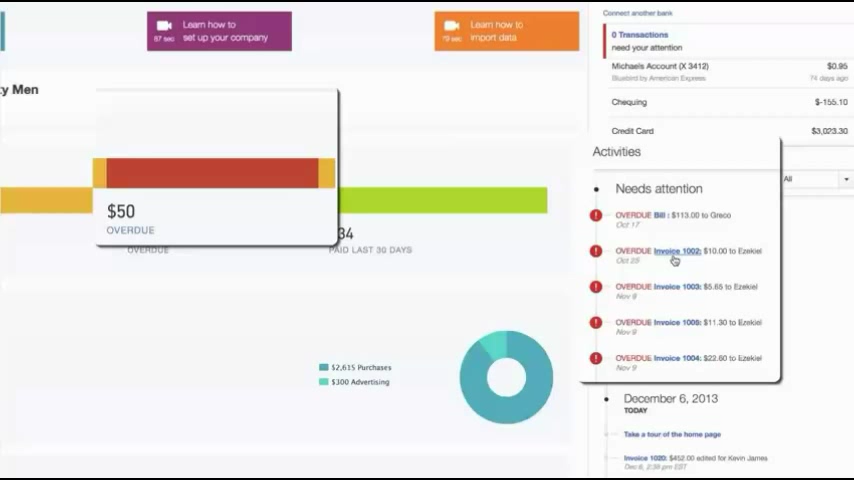 Learn how to
set up your company
67 sec
Learn how to
import data
73 sec
y Men
$50
OVERDUE
OVERDUE
34
PAID LAST 30 DAYS
$2,615 Purchases
$300 Advertising
Connect another bank
0 Transactions
need your attention
Michaels Account (X 3412) $0.95
Bluebird by American Express 74 days ago
Chequing $-155.10
Credit Card $3,023.30
All
Activities
Needs attention
OVERDUE Bill : $113.00 to Greco
Oct 17
OVERDUE Invoice 1002: $10.00 to Ezekiel
Oct 25
OVERDUE Invoice 1003: $5.65 to Ezekiel
Nov 9
OVERDUE Invoice 1005: $11.30 to Ezekiel
Nov 9
OVERDUE Invoice 1004: $22.60 to Ezekiel
Nov 9
December 6, 2013
TODAY
Take a tour of the home page
Invoice 1020: $452.00 edited for Kevin James
Dec 6, 2:39 pm EST